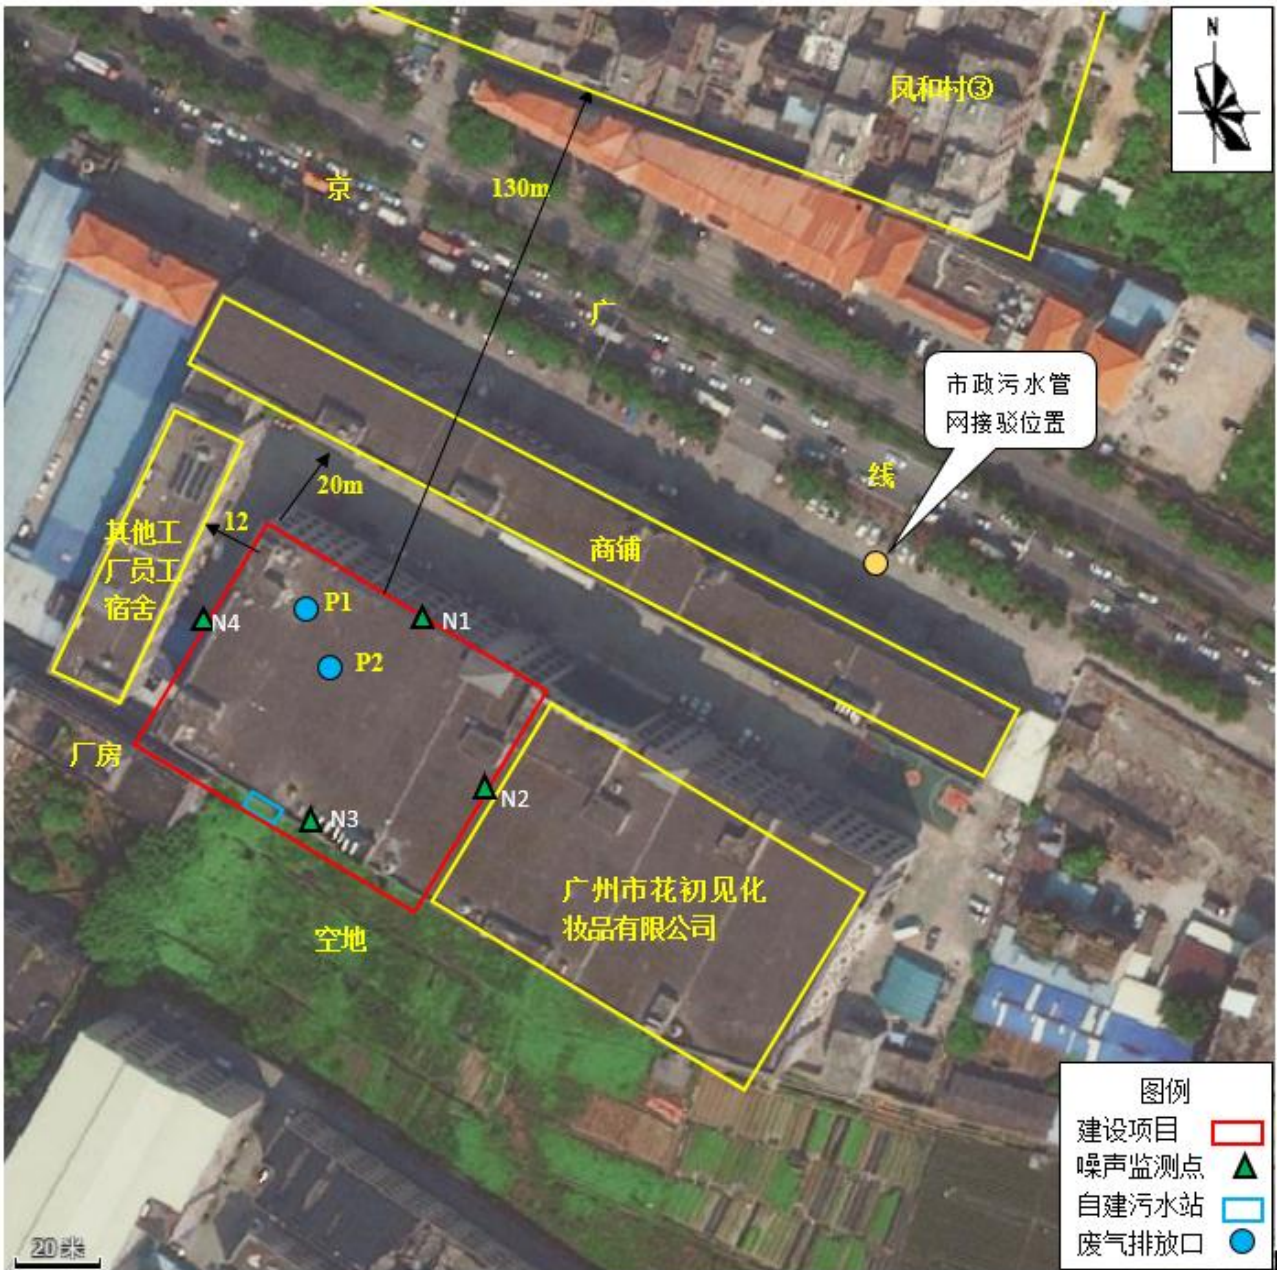 N
凤和村③
130m
京
广
市政污水管
网接驳位置
线
20m
12
商铺
其他工
厂员工
宿舍
P1
N4
N1
P2
厂房
N2
N3
广州市花初见化
妆品有限公司
空地
图例
建设项目
噪声监测点
自建污水站
废气排放口
20米